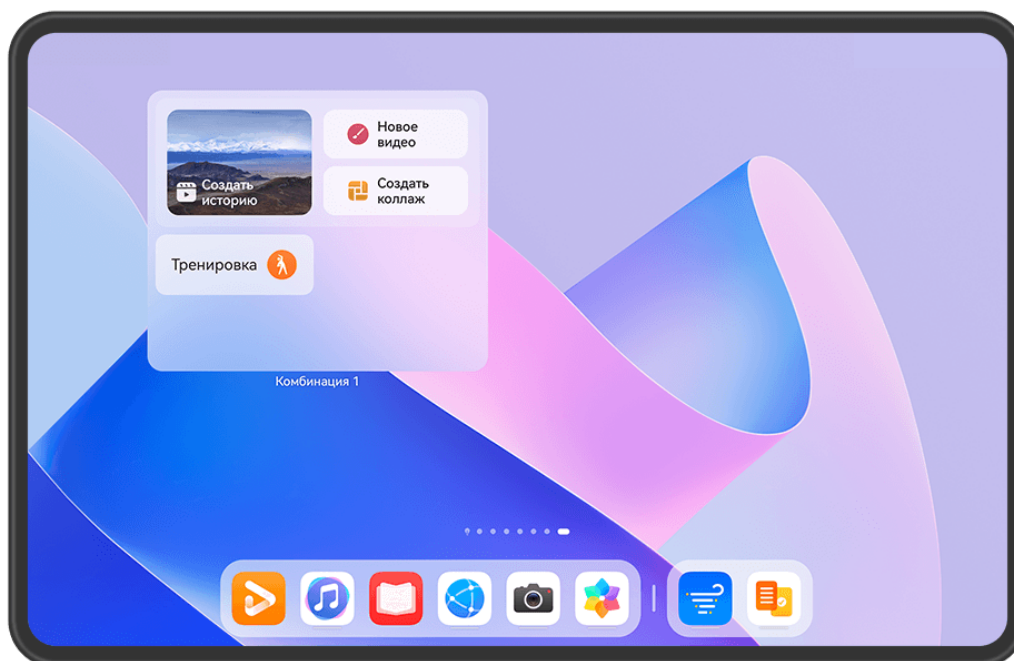 Создать
историю
Новое
видео
Создать
коллаж
Тренировка
Комбинация 1